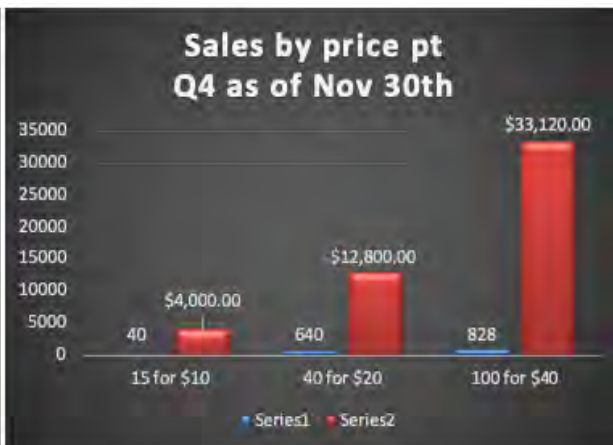 Sales by price pt
Q4 as of Nov 30th
35000
30000
25000
20000
15000
10000
5000
0
$4,000.00
$12,800.00
$33,120.00
40
640
828
15 for $10
40 for $20
100 for $40
Series1 Series2